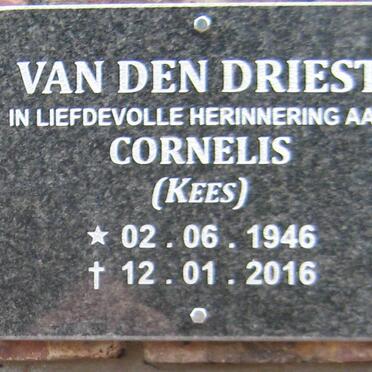 VAN DEN DRIEST
IN LIEFDEVOLLE HERINNERING AA
CORNELIS
(KEES)
★ 02 . 06 . 1946
† 12 . 01 . 2016